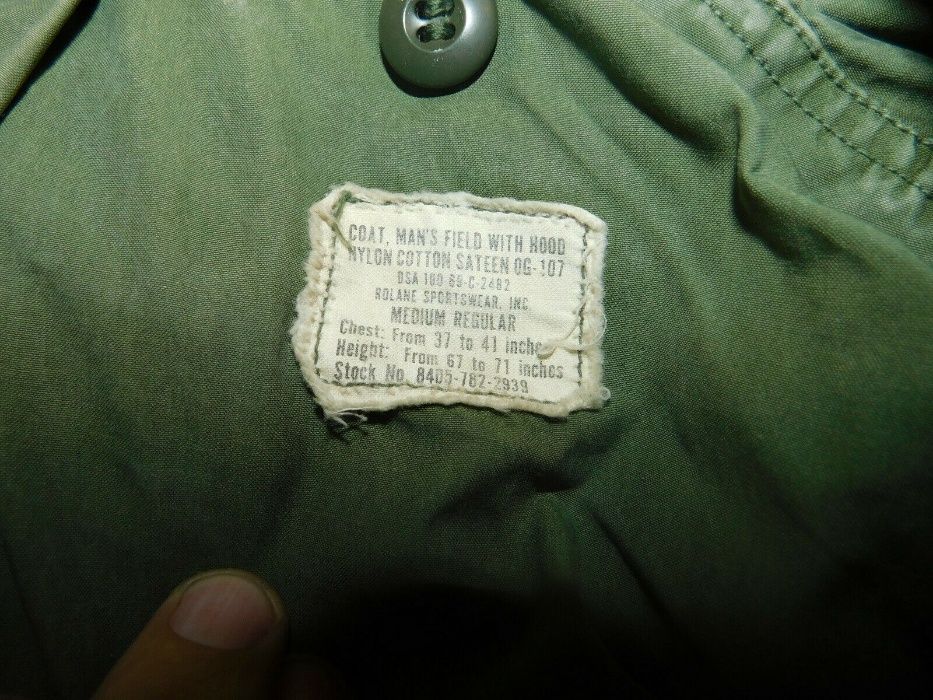 COAT, MAN'S FIELD WITH HOOD
NYLON COTTON SATEEN OG-107
DSA 100 69-C-2482
ROLANE SPORTSWEAR, INC.
MEDIUM REGULAR
Chest: From 37 to 41 inches
Height: From 67 to 71 inches
Stock No. 8405-782-2939